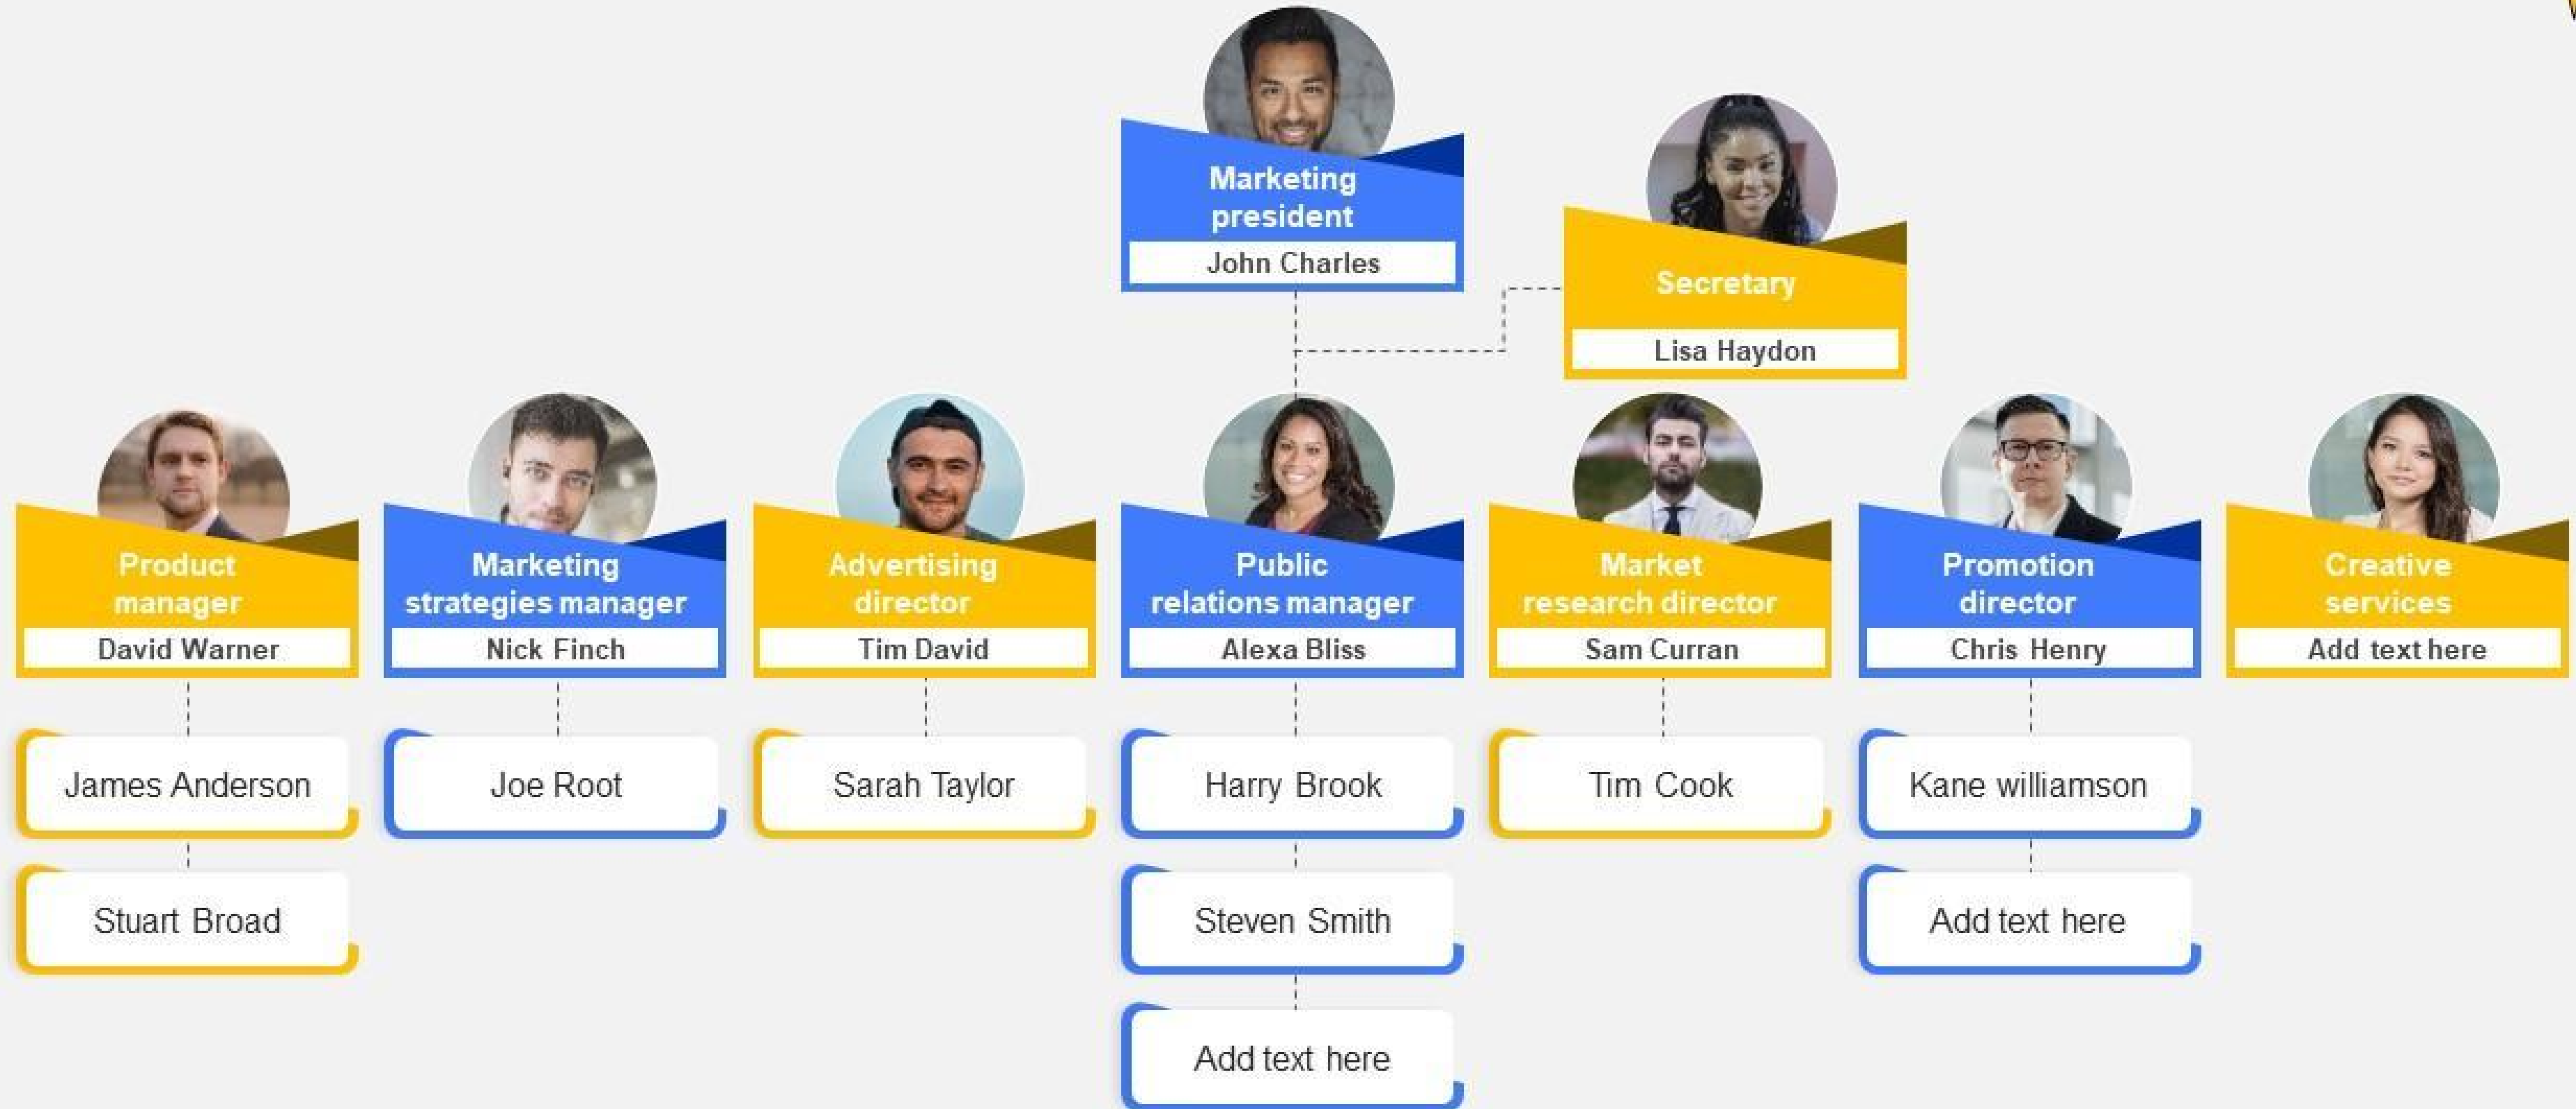 Marketing
president
John Charles
Secretary
Lisa Haydon
Product
manager
David Warner
Marketing
strategies manager
Nick Finch
Advertising
director
Tim David
Public
relations manager
Alexa Bliss
Market
research director
Sam Curran
Promotion
director
Chris Henry
Creative
services
Add text here
James Anderson
Joe Root
Sarah Taylor
Harry Brook
Tim Cook
Kane williamson
Stuart Broad
Steven Smith
Add text here
Add text here